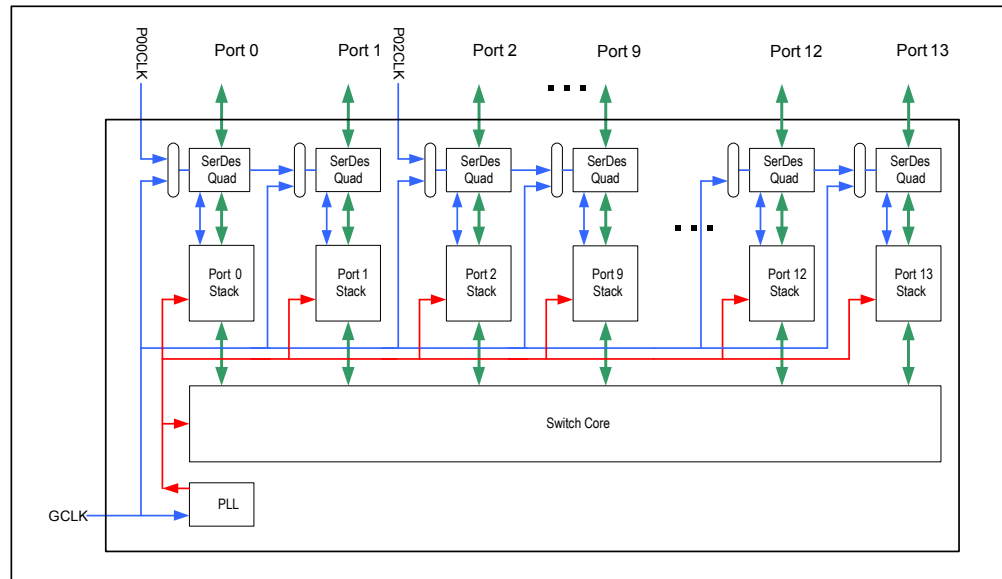 P00CLK
Port 0
Port 1
P02CLK
Port 2
Port 9
Port 12
Port 13
SerDes
Quad
SerDes
Quad
SerDes
Quad
SerDes
Quad
SerDes
Quad
SerDes
Quad
Port 0
Stack
Port 1
Stack
Port 2
Stack
Port 9
Stack
Port 12
Stack
Port 13
Stack
Switch Core
PLL
GCLK